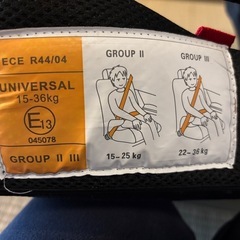 ECE R44/04
UNIVERSAL
15-36kg
E13
045078
GROUP II III
GROUP II
15-25 kg
GROUP III
22-36 kg